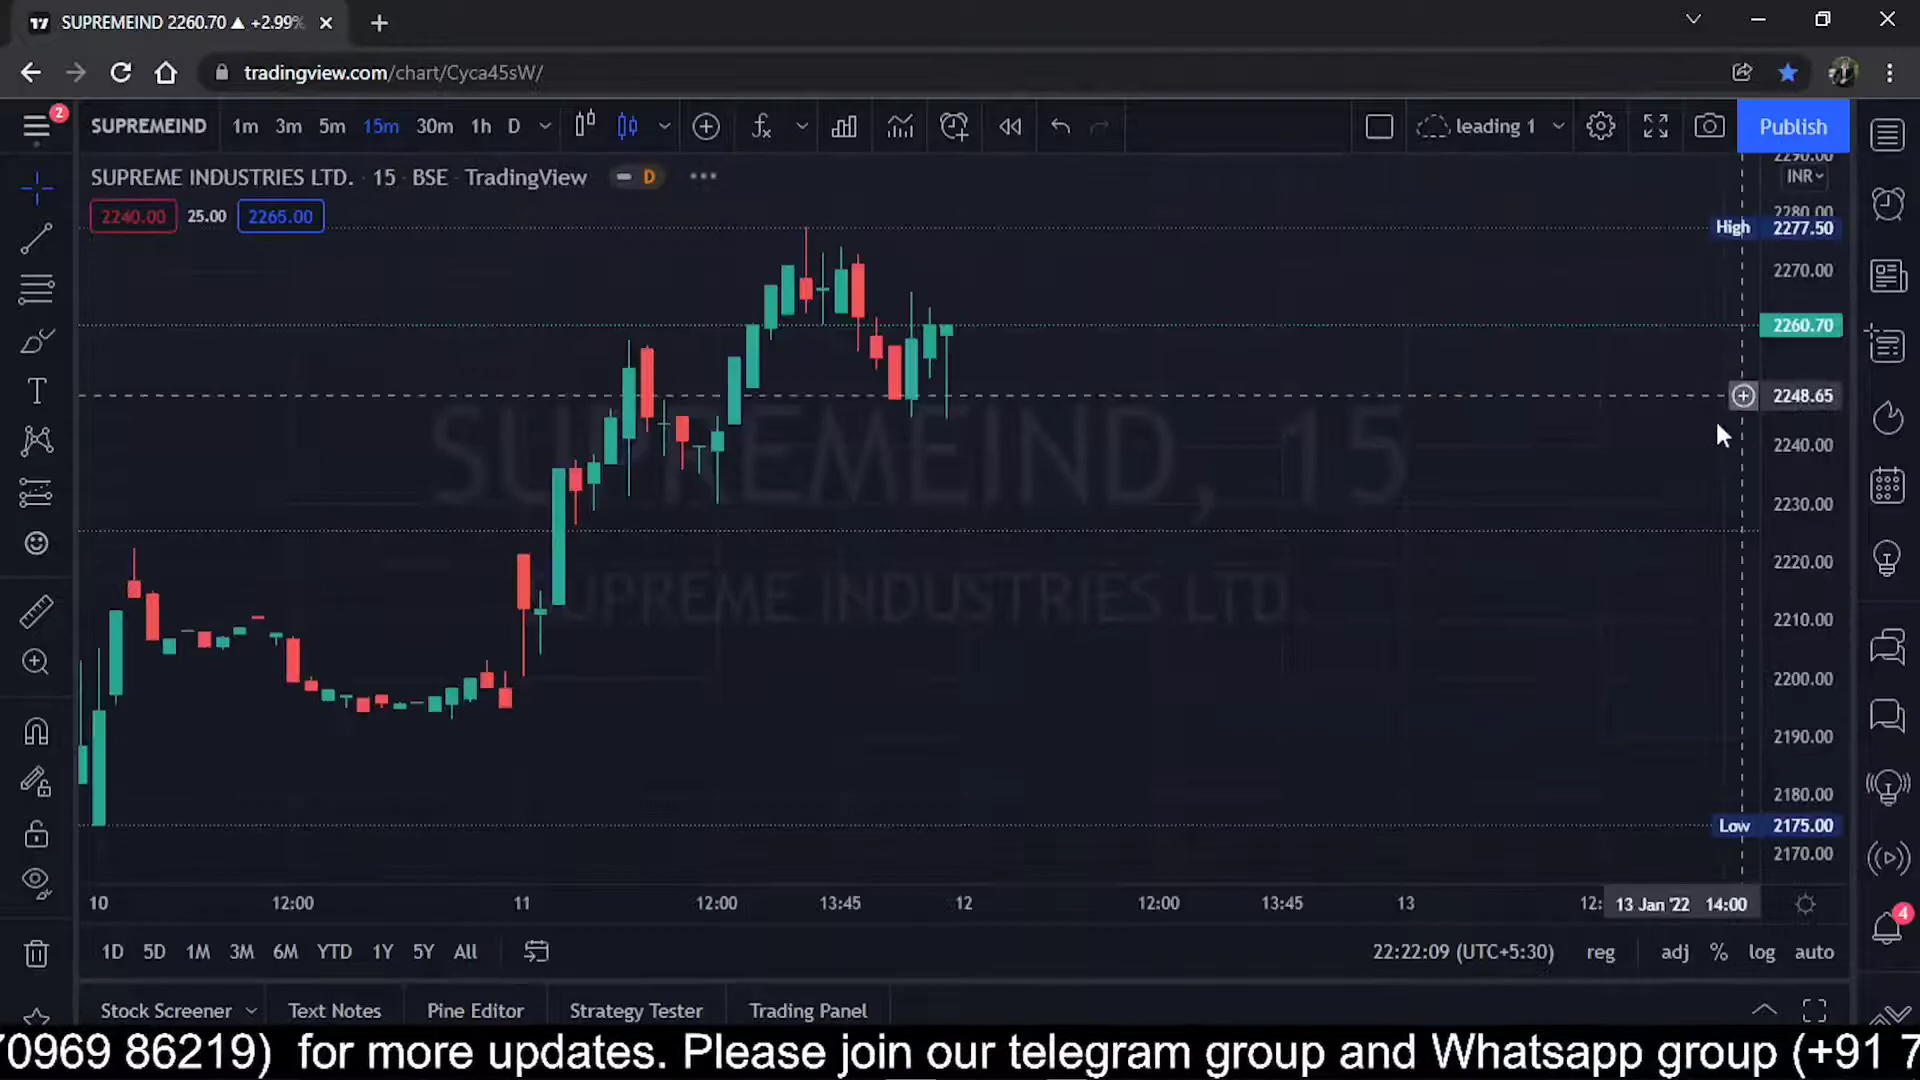 SUPREMEIND 2260.70 ▲ +2.99%
tradingview.com/chart/Cyca45sW/
2
SUPREMEIND 1m 3m 5m 15m 30m 1h D leading 1 Publish
SUPREME INDUSTRIES LTD. · 15 · BSE · TradingView D
2240.00 25.00 2265.00
2290.00
INR
2280.00
High 2277.50
2270.00
2260.70
2248.65
2240.00
2230.00
2220.00
2210.00
2200.00
2190.00
2180.00
Low 2175.00
2170.00
SUPREMEIND, 15
SUPREME INDUSTRIES LTD.
10 12:00 11 12:00 13:45 12 12:00 13:45 13 12: 13 Jan '22 14:00
4
1D 5D 1M 3M 6M YTD 1Y 5Y All 22:22:09 (UTC+5:30) reg adj % log auto
Stock Screener Text Notes Pine Editor Strategy Tester Trading Panel
70969 86219) for more updates. Please join our telegram group and Whatsapp group (+91 7